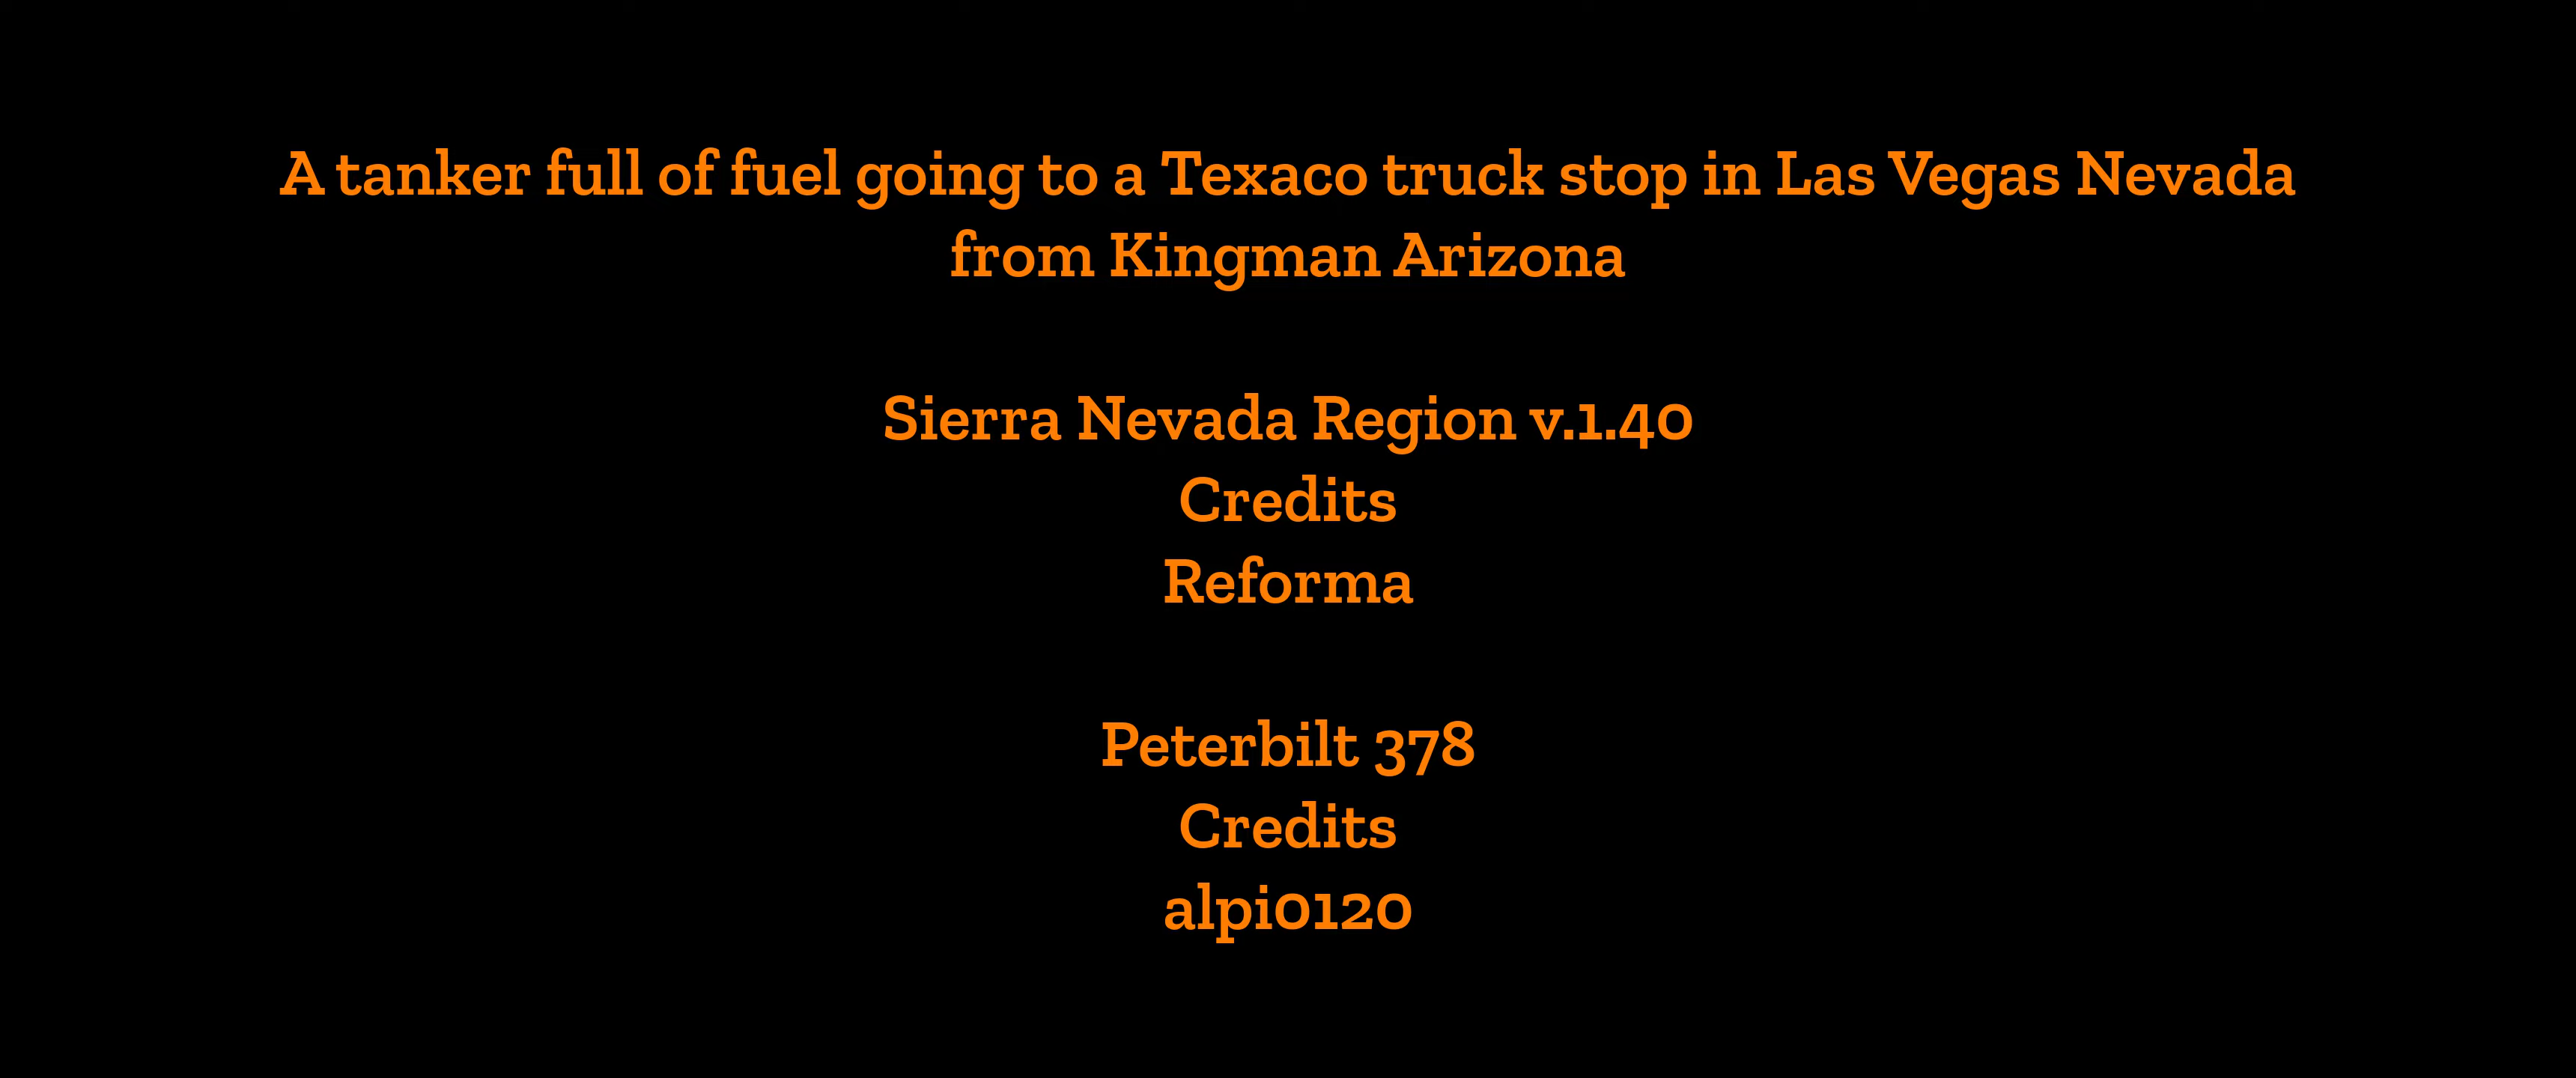 A tanker full of fuel going to a Texaco truck stop in Las Vegas Nevada
from Kingman Arizona
Sierra Nevada Region v.1.40
Credits
Reforma
Peterbilt 378
Credits
alpi0120